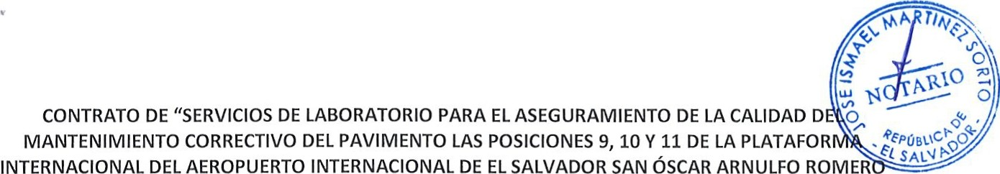 JOSE ISMAEL MARTINEZ SORTO
NOTARIO
REPÚBLICA DE
- EL SALVADOR -
CONTRATO DE “SERVICIOS DE LABORATORIO PARA EL ASEGURAMIENTO DE LA CALIDAD DEL
MANTENIMIENTO CORRECTIVO DEL PAVIMENTO LAS POSICIONES 9, 10 Y 11 DE LA PLATAFORMA
INTERNACIONAL DEL AEROPUERTO INTERNACIONAL DE EL SALVADOR SAN ÓSCAR ARNULFO ROMERO